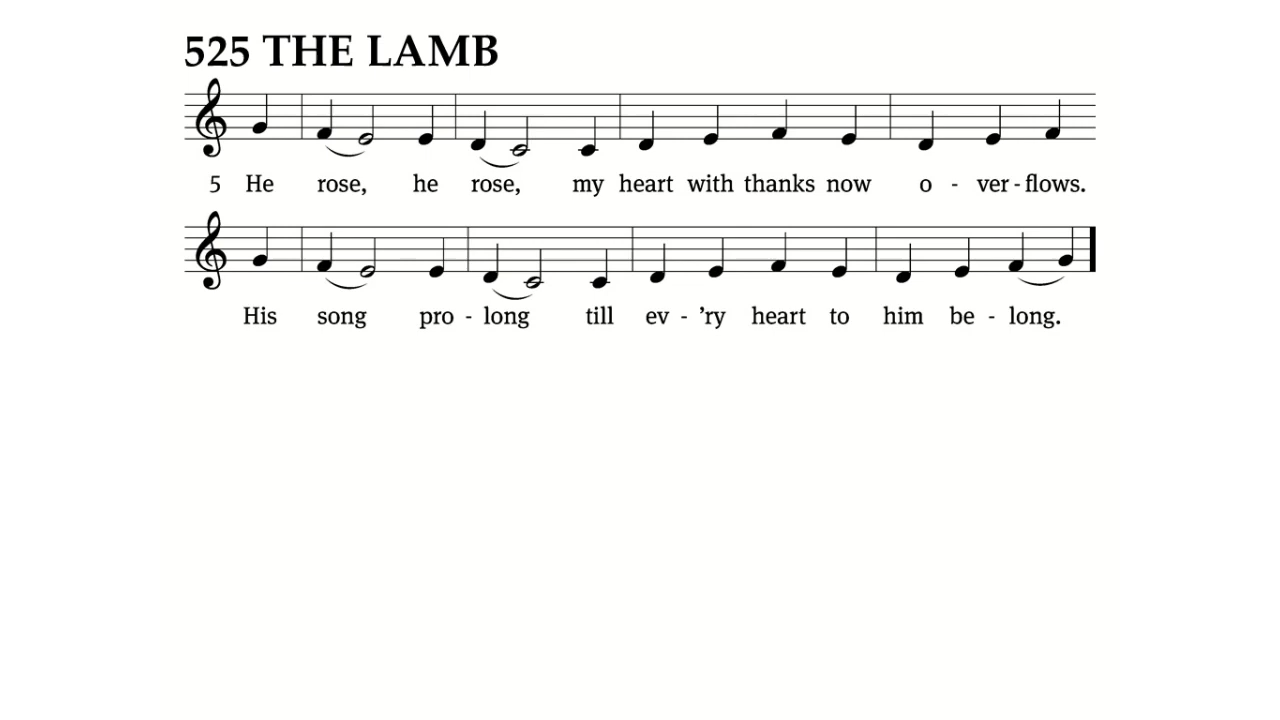 525 THE LAMB
5 He rose, he rose, my heart with thanks now o - ver - flows.
His song pro - long till ev - ’ry heart to him be - long.